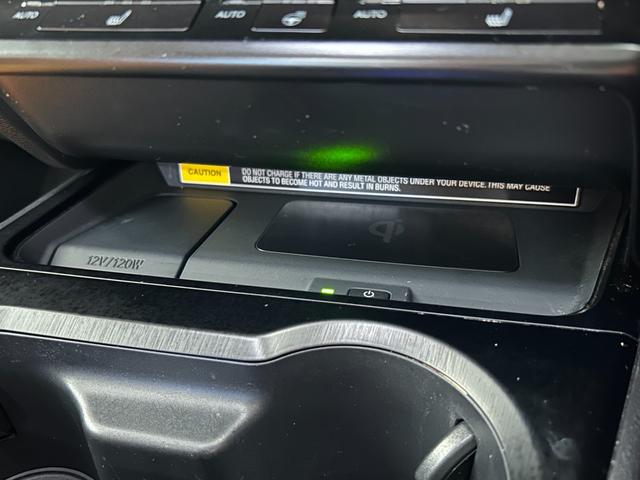 AUTO AUTO AUTO
CAUTION DO NOT CHARGE IF THERE ARE ANY METAL OBJECTS UNDER YOUR DEVICE. THIS MAY CAUSE
OBJECTS TO BECOME HOT AND RESULT IN BURNS.
12V/120W